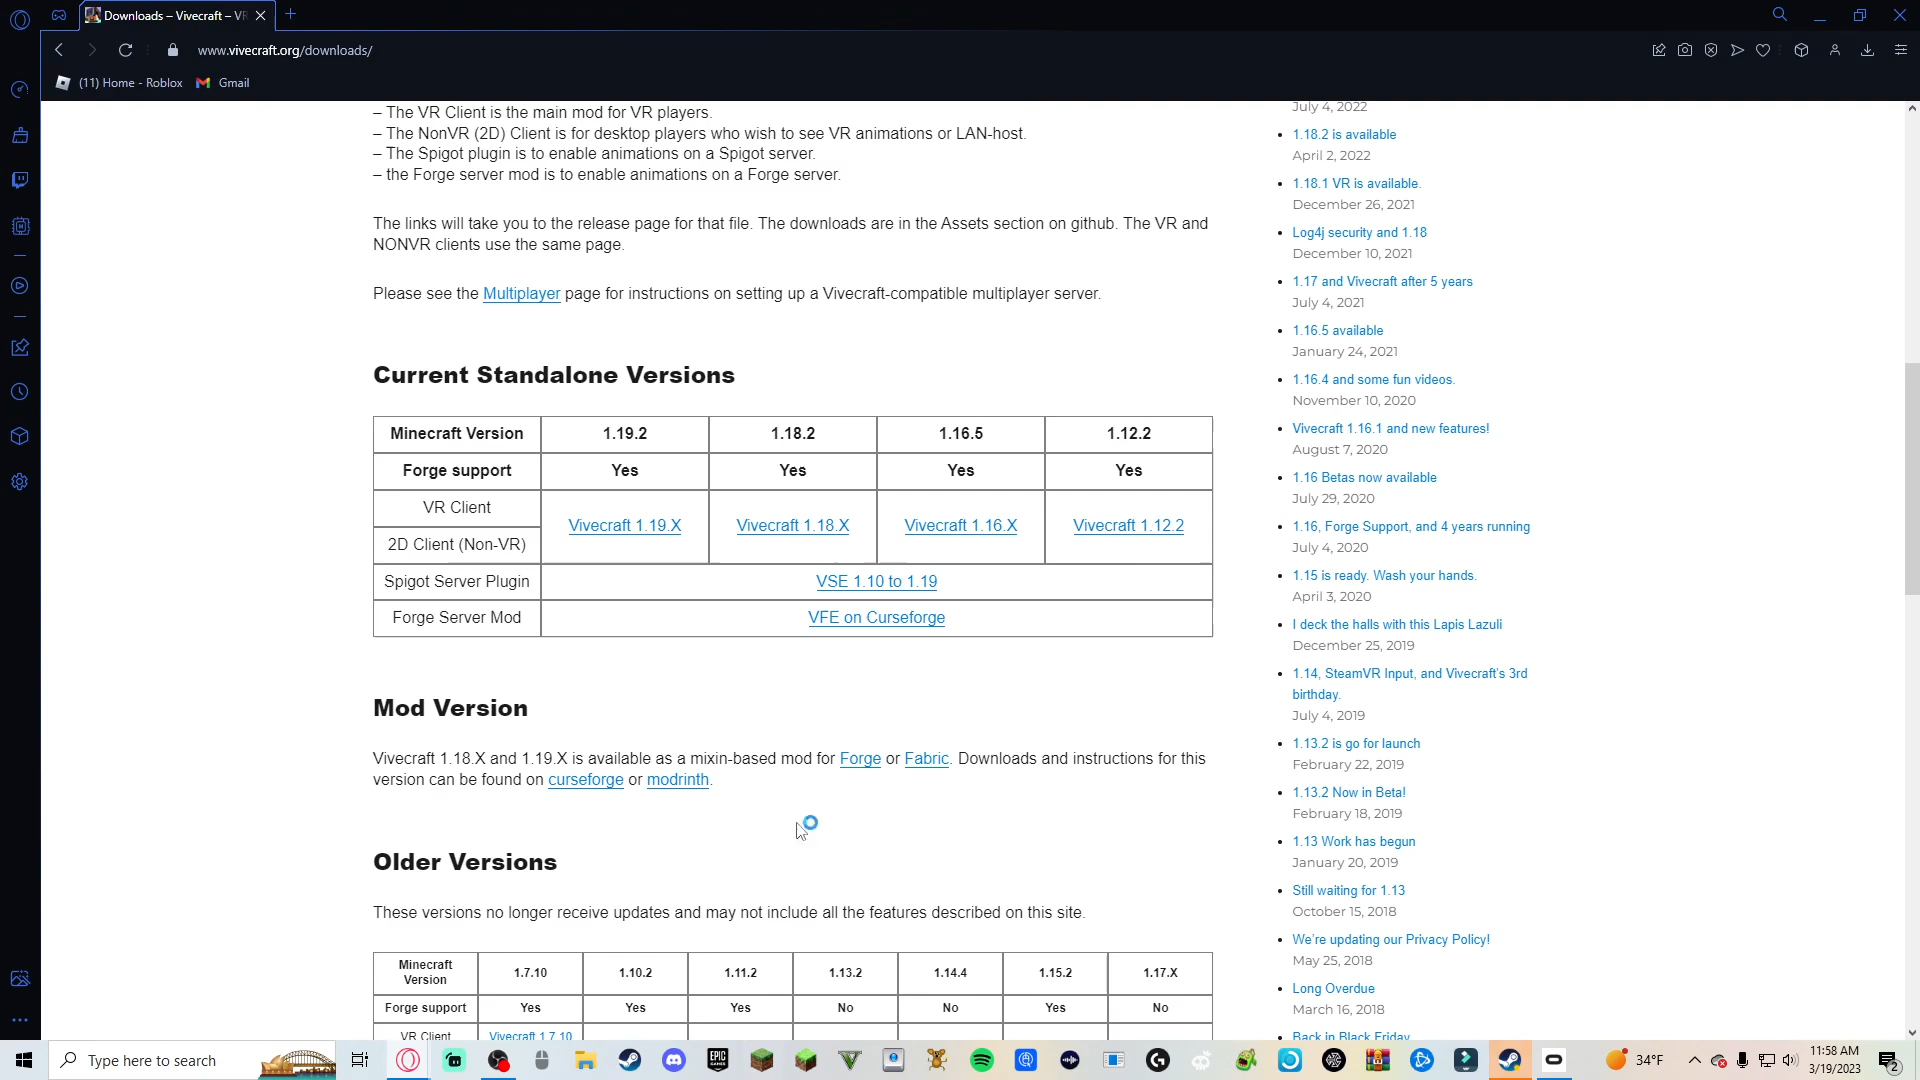 Downloads – Vivecraft – VR
www.vivecraft.org/downloads/
(11) Home - Roblox
Gmail
– The VR Client is the main mod for VR players.
– The NonVR (2D) Client is for desktop players who wish to see VR animations or LAN-host.
– The Spigot plugin is to enable animations on a Spigot server.
– the Forge server mod is to enable animations on a Forge server.
The links will take you to the release page for that file. The downloads are in the Assets section on github. The VR and
NONVR clients use the same page.
Please see the Multiplayer page for instructions on setting up a Vivecraft-compatible multiplayer server.
Current Standalone Versions
Minecraft Version 1.19.2 1.18.2 1.16.5 1.12.2
Forge support Yes Yes Yes Yes
VR Client
Vivecraft 1.19.X Vivecraft 1.18.X Vivecraft 1.16.X Vivecraft 1.12.2
2D Client (Non-VR)
Spigot Server Plugin VSE 1.10 to 1.19
Forge Server Mod VFE on Curseforge
Mod Version
Vivecraft 1.18.X and 1.19.X is available as a mixin-based mod for Forge or Fabric. Downloads and instructions for this
version can be found on curseforge or modrinth.
Older Versions
These versions no longer receive updates and may not include all the features described on this site.
Minecraft
Version 1.7.10 1.10.2 1.11.2 1.13.2 1.14.4 1.15.2 1.17.X
Forge support Yes Yes Yes No No Yes No
VR Client Vivecraft 1.7.10
July 4, 2022
1.18.2 is available
April 2, 2022
1.18.1 VR is available.
December 26, 2021
Log4j security and 1.18
December 10, 2021
1.17 and Vivecraft after 5 years
July 4, 2021
1.16.5 available
January 24, 2021
1.16.4 and some fun videos.
November 10, 2020
Vivecraft 1.16.1 and new features!
August 7, 2020
1.16 Betas now available
July 29, 2020
1.16, Forge Support, and 4 years running
July 4, 2020
1.15 is ready. Wash your hands.
April 3, 2020
I deck the halls with this Lapis Lazuli
December 25, 2019
1.14, SteamVR Input, and Vivecraft's 3rd
birthday.
July 4, 2019
1.13.2 is go for launch
February 22, 2019
1.13.2 Now in Beta!
February 18, 2019
1.13 Work has begun
January 20, 2019
Still waiting for 1.13
October 15, 2018
We're updating our Privacy Policy!
May 25, 2018
Long Overdue
March 16, 2018
Back in Black Friday
Type here to search
EPIC GAMES
34°F
11:58 AM
3/19/2023
2